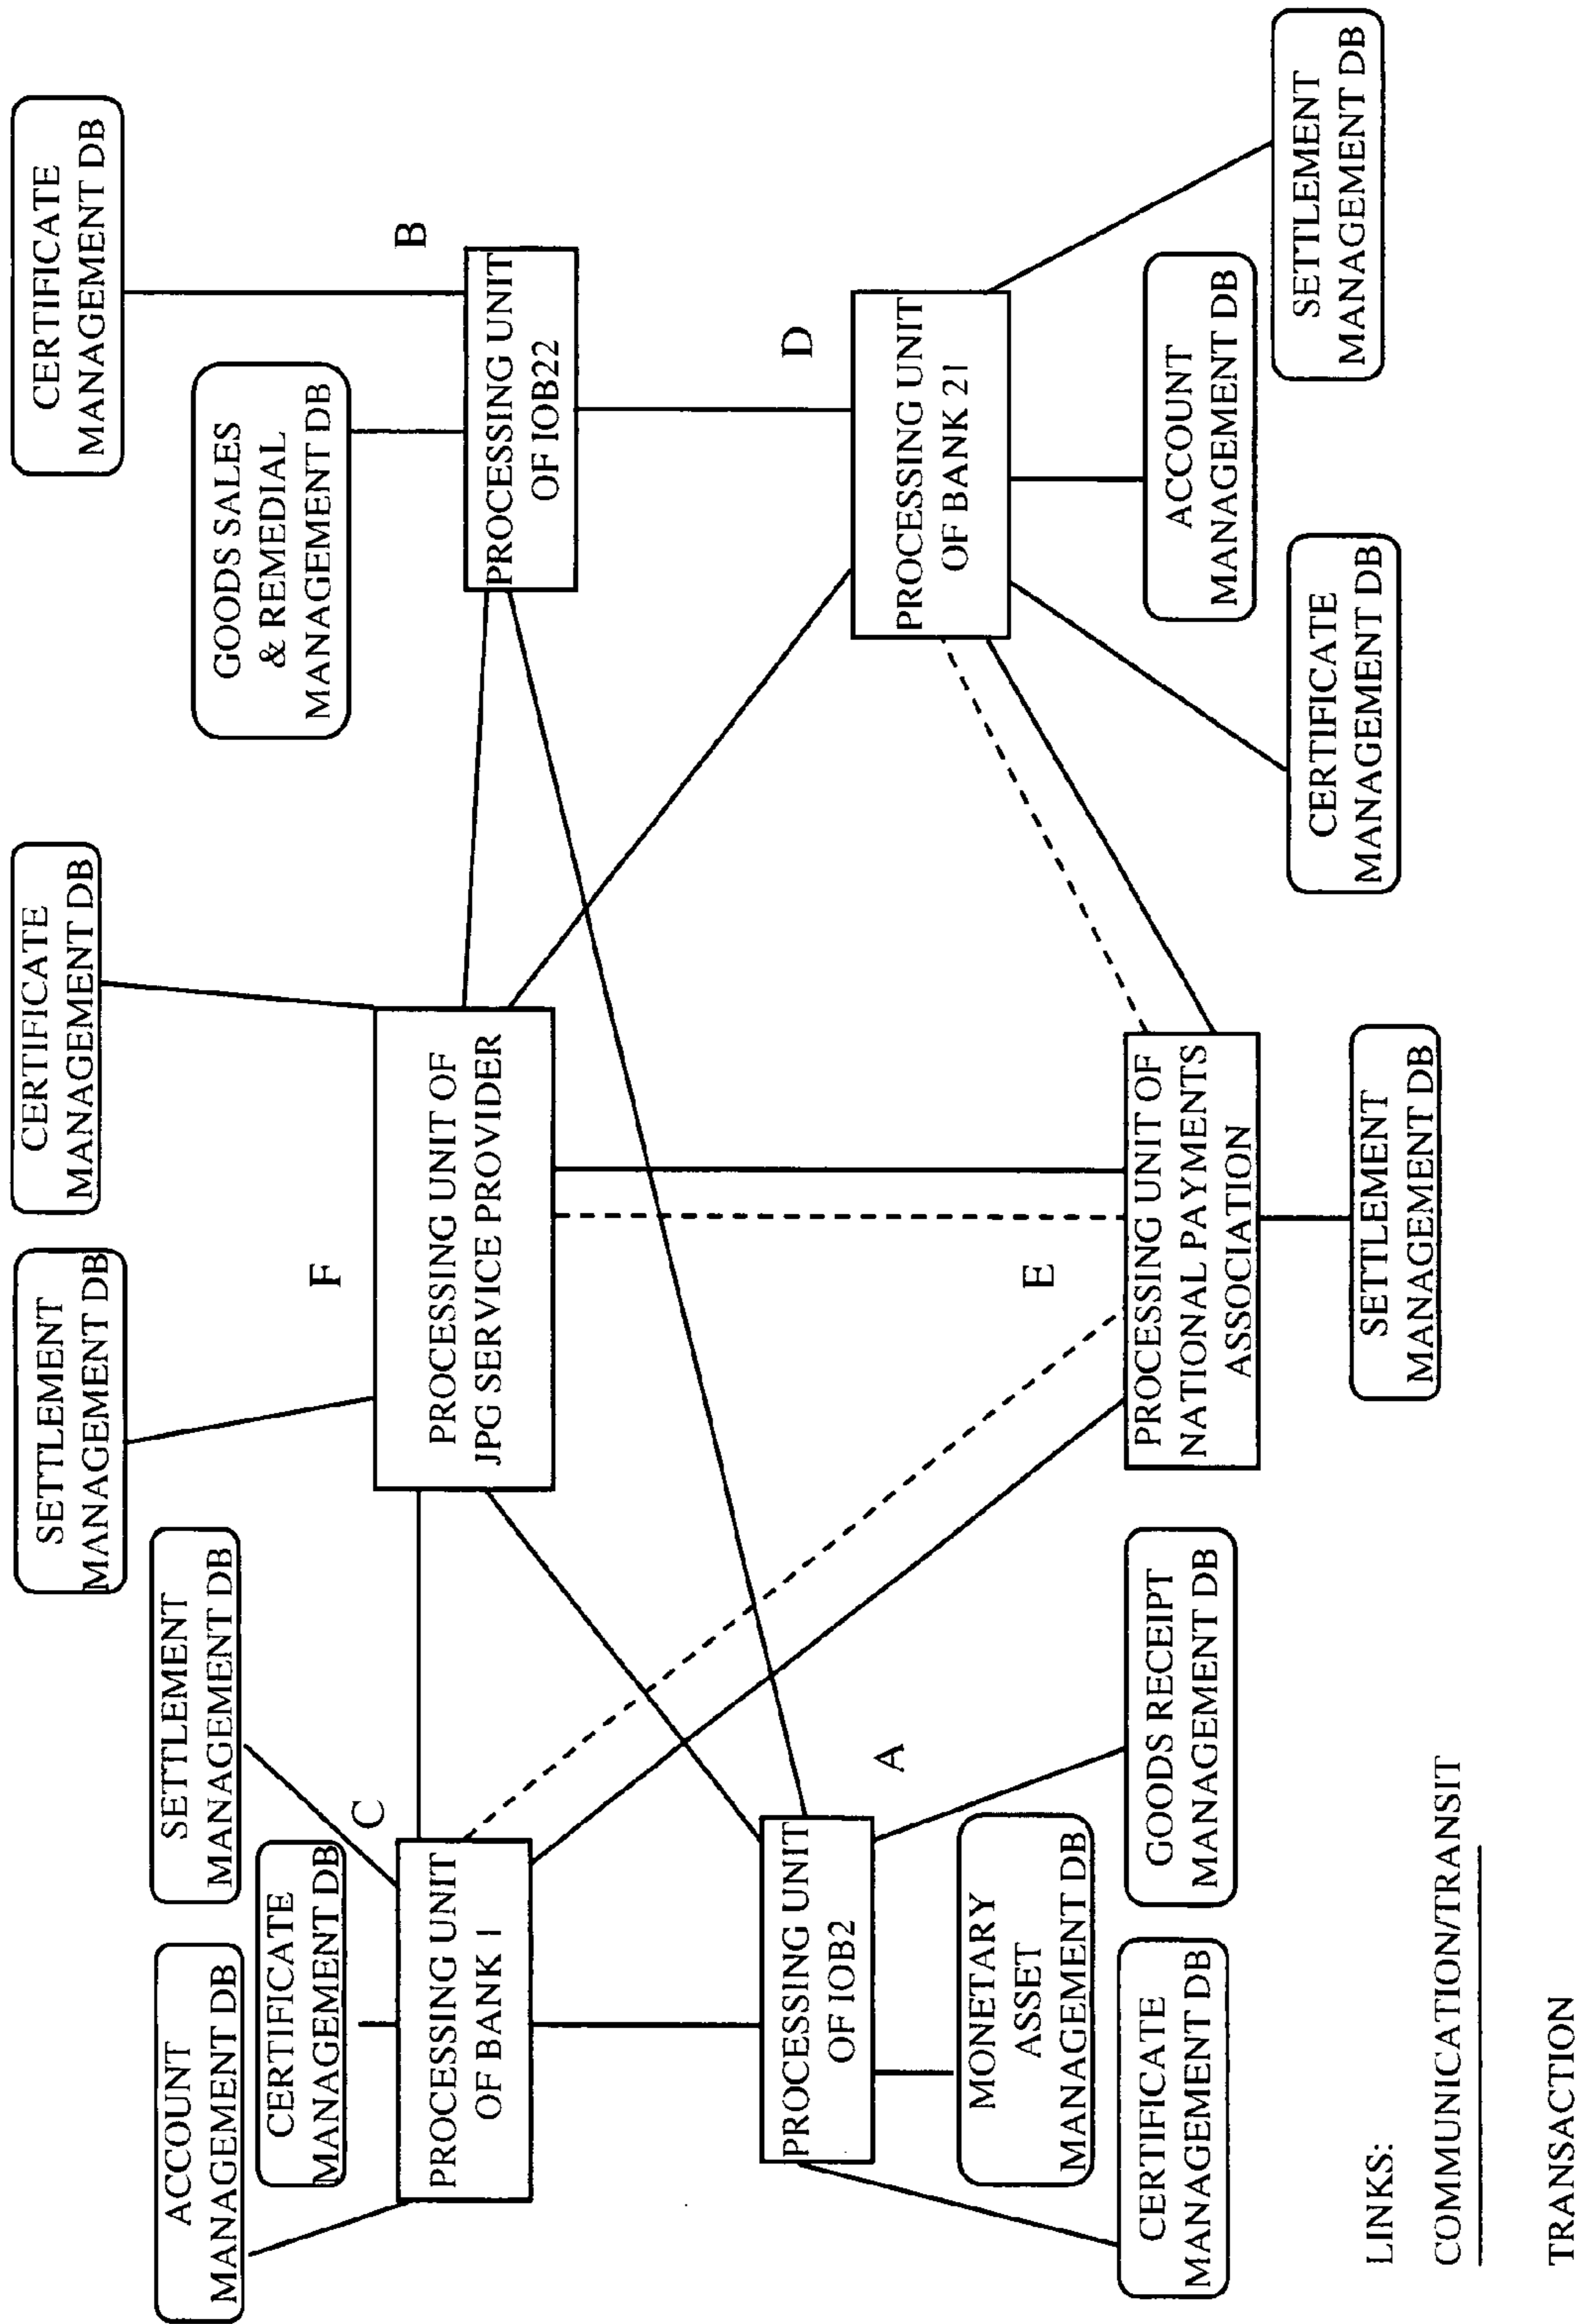 ACCOUNT
MANAGEMENT DB
CERTIFICATE
MANAGEMENT DB
SETTLEMENT
MANAGEMENT DB
SETTLEMENT
MANAGEMENT DB
CERTIFICATE
MANAGEMENT DB
GOODS SALES
& REMEDIAL
MANAGEMENT DB
CERTIFICATE
MANAGEMENT DB
C
PROCESSING UNIT
OF BANK 1
F
PROCESSING UNIT OF
JPG SERVICE PROVIDER
B
PROCESSING UNIT
OF IOB22
PROCESSING UNIT
OF IOB2
A
D
PROCESSING UNIT
OF BANK 21
MONETARY
ASSET
MANAGEMENT DB
CERTIFICATE
MANAGEMENT DB
GOODS RECEIPT
MANAGEMENT DB
E
PROCESSING UNIT OF
NATIONAL PAYMENTS
ASSOCIATION
SETTLEMENT
MANAGEMENT DB
CERTIFICATE
MANAGEMENT DB
ACCOUNT
MANAGEMENT DB
SETTLEMENT
MANAGEMENT DB
LINKS:
COMMUNICATION/TRANSIT
TRANSACTION